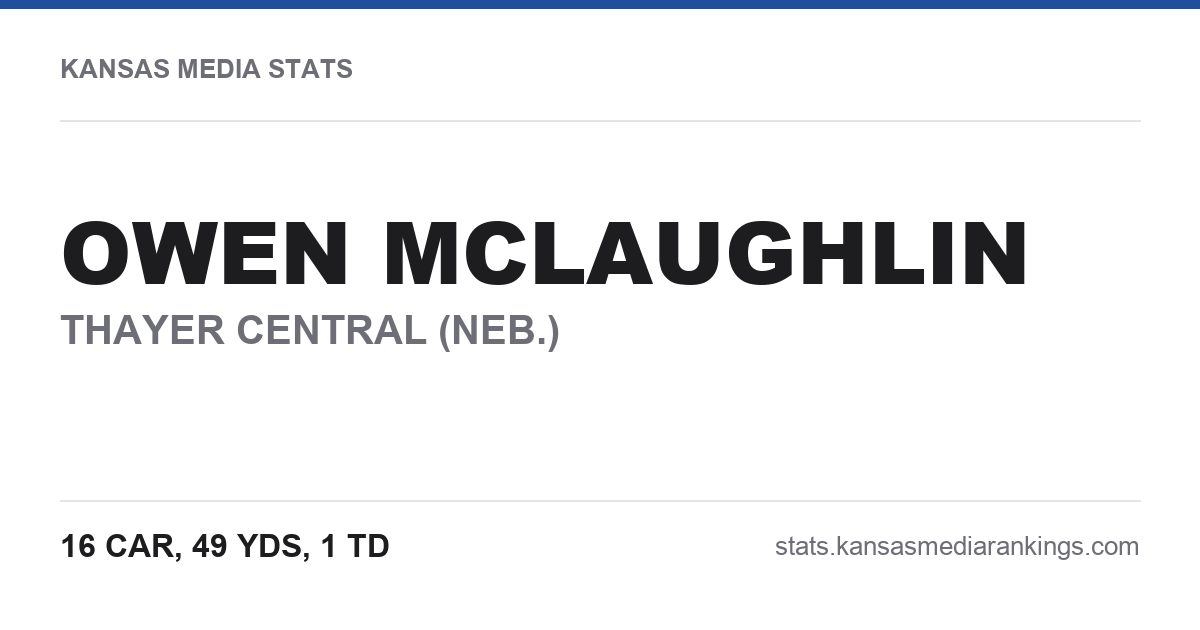 KANSAS MEDIA STATS
OWEN MCLAUGHLIN
THAYER CENTRAL (NEB.)
16 CAR, 49 YDS, 1 TD
stats.kansasmediarankings.com